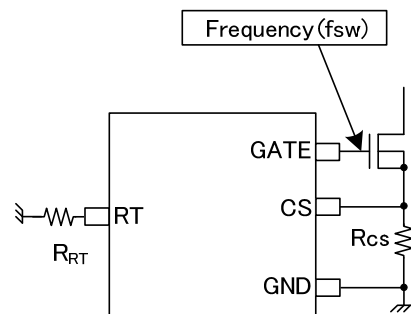 Frequency(fsw)
GATE
RT
CS
RRT
Rcs
GND